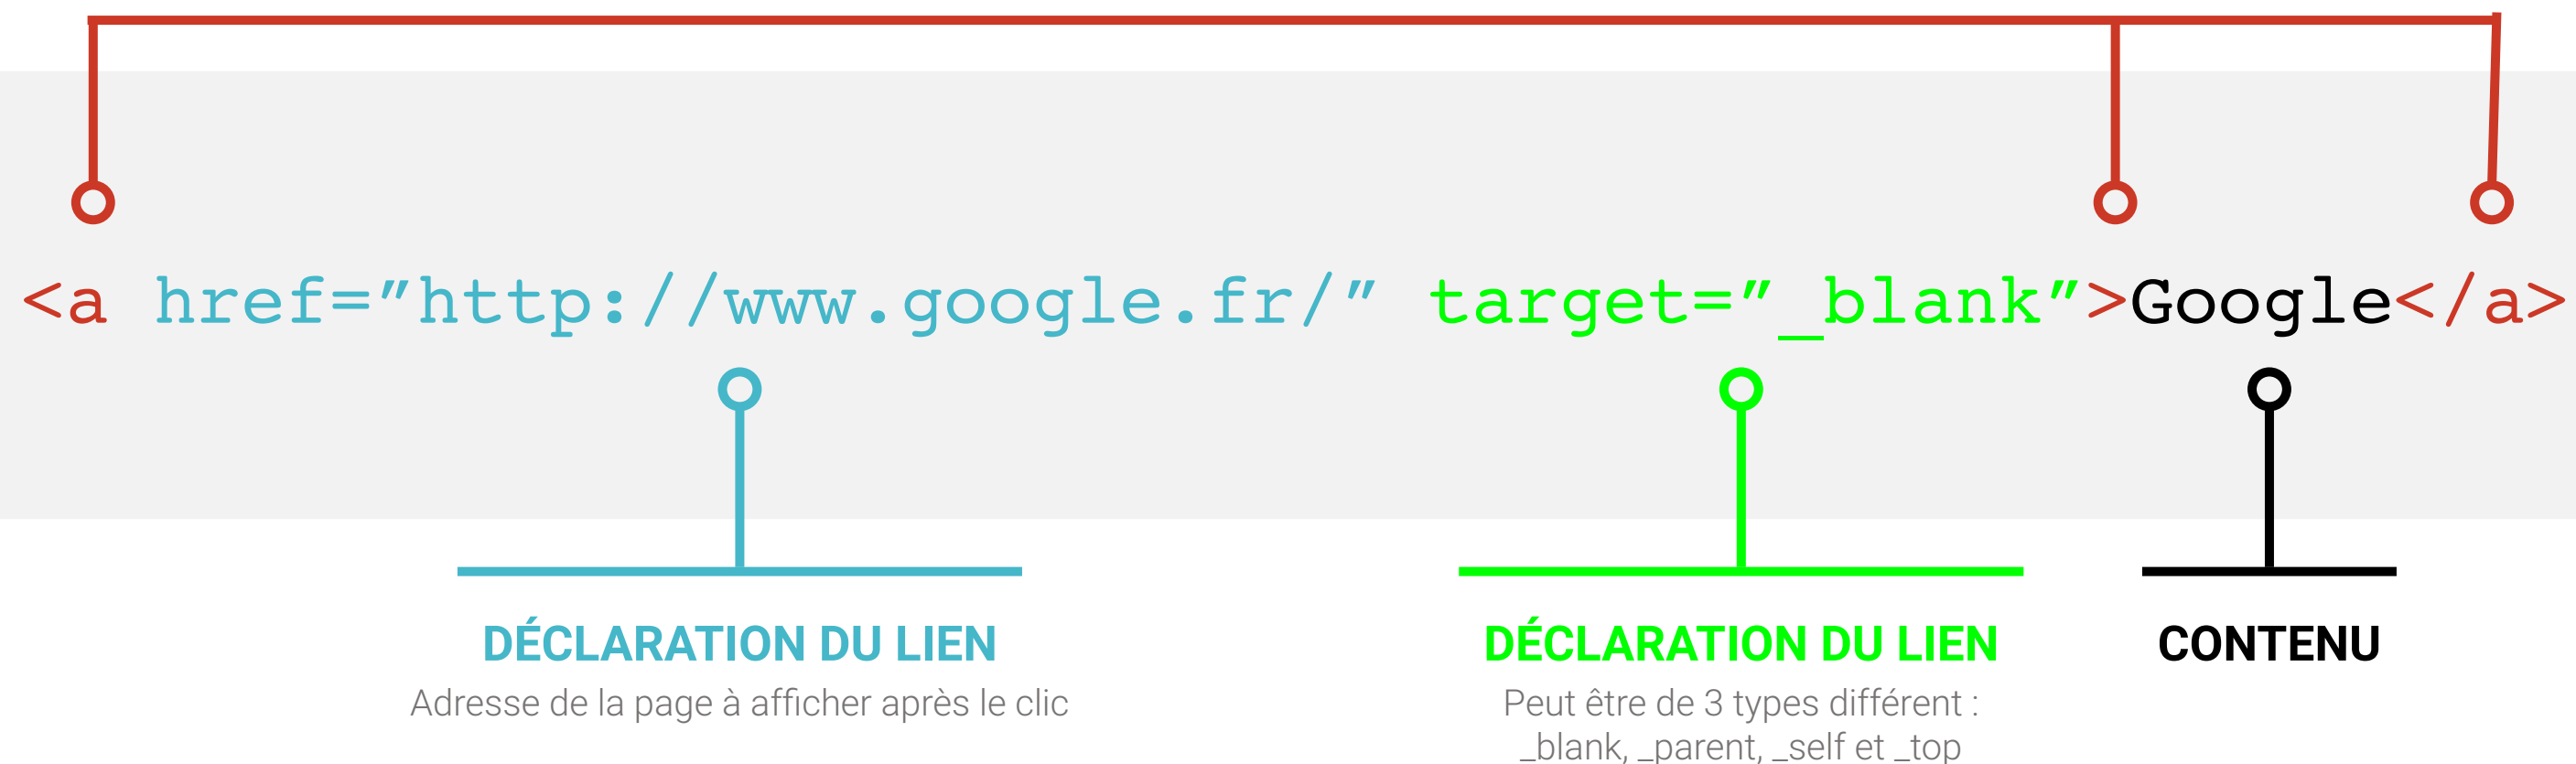 <a href="http://www.google.fr/" target="_blank">Google</a>
DÉCLARATION DU LIEN
Adresse de la page à afficher après le clic
DÉCLARATION DU LIEN
Peut être de 3 types différent :
_blank, _parent, _self et _top
CONTENU